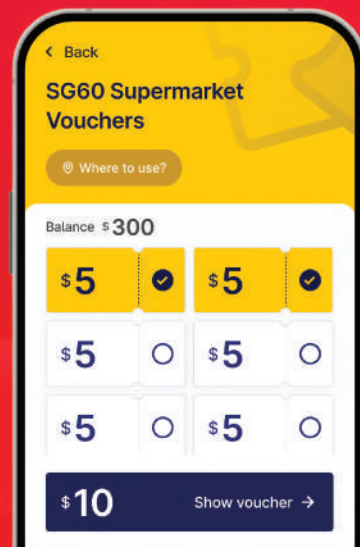 Back
SG60 Supermarket
Vouchers
Where to use?
Balance $300
$5 $5
$5 $5
$5 $5
$10 Show voucher →